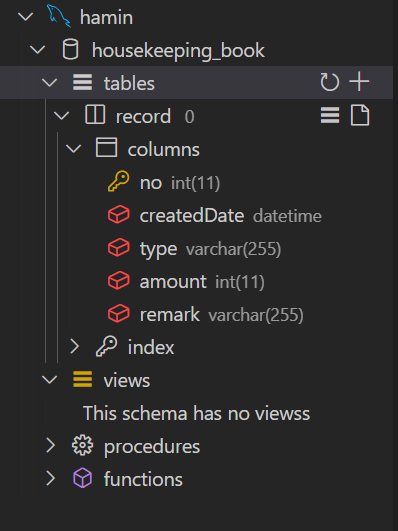 hamin
housekeeping_book
tables
record 0
columns
no int(11)
createdDate datetime
type varchar(255)
amount int(11)
remark varchar(255)
index
views
This schema has no viewss
procedures
functions